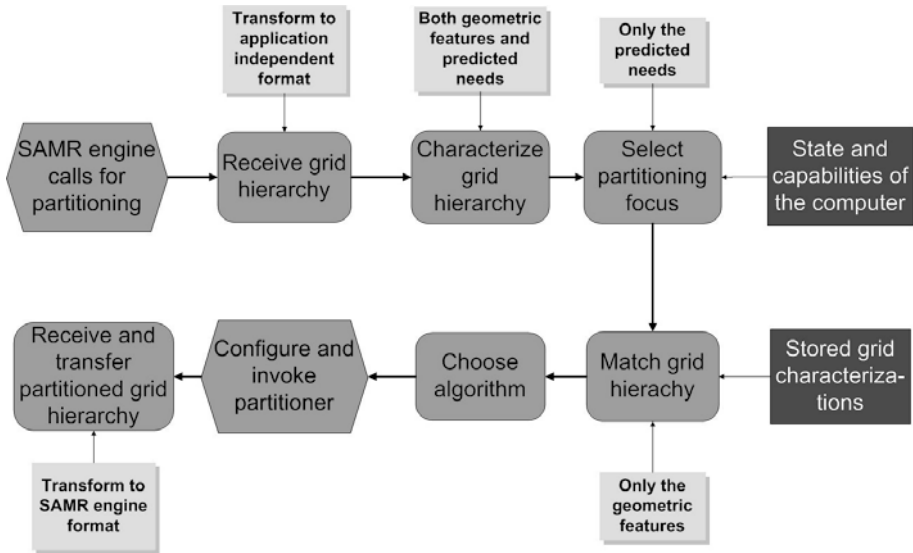 Transform to
application
independent
format
Both geometric
features and
predicted
needs
Only the
predicted
needs
SAMR engine
calls for
partitioning
Receive grid
hierarchy
Characterize
grid
hierarchy
Select
partitioning
focus
State and
capabilities of
the computer
Receive and
transfer
partitioned grid
hierarchy
Configure and
invoke
partitioner
Choose
algorithm
Match grid
hierachy
Stored grid
characteriza-
tions
Transform to
SAMR engine
format
Only the
geometric
features